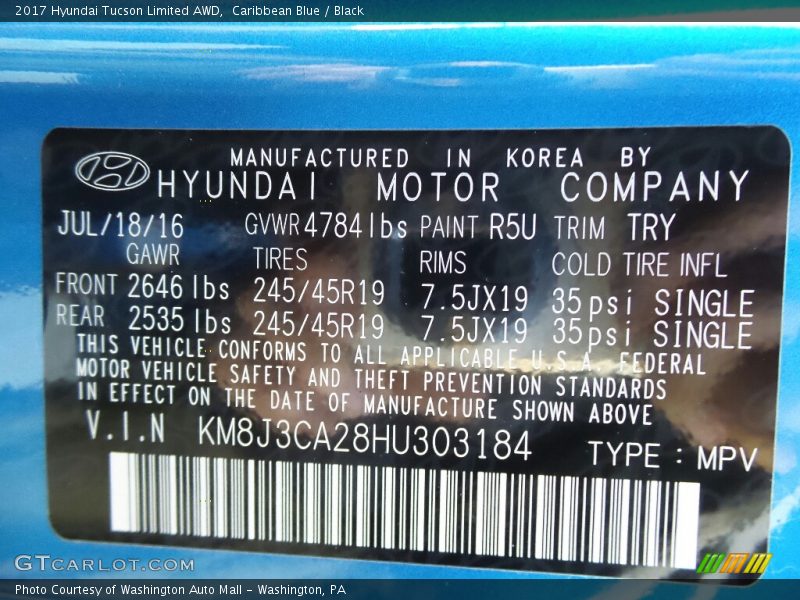 2017 Hyundai Tucson Limited AWD, Caribbean Blue / Black
MANUFACTURED IN KOREA BY
HYUNDAI MOTOR COMPANY
JUL/18/16 GVWR 4784 lbs PAINT R5U TRIM TRY
GAWR TIRES RIMS COLD TIRE INFL
FRONT 2646 lbs 245/45R19 7.5JX19 35psi SINGLE
REAR 2535 lbs 245/45R19 7.5JX19 35psi SINGLE
THIS VEHICLE CONFORMS TO ALL APPLICABLE U.S.A. FEDERAL
MOTOR VEHICLE SAFETY AND THEFT PREVENTION STANDARDS
IN EFFECT ON THE DATE OF MANUFACTURE SHOWN ABOVE
V.I.N KM8J3CA28HU303184 TYPE : MPV
GTCARLOT.COM
Photo Courtesy of Washington Auto Mall - Washington, PA